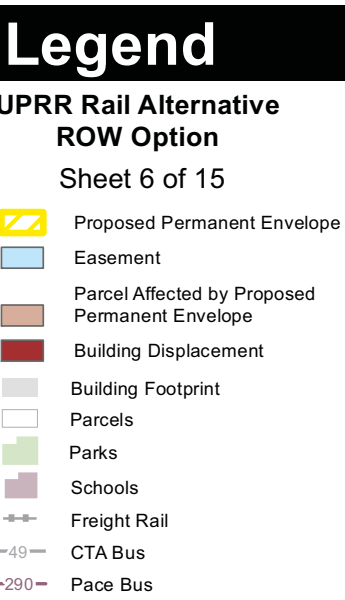 Legend
UPRR Rail Alternative
ROW Option
Sheet 6 of 15
Proposed Permanent Envelope
Easement
Parcel Affected by Proposed
Permanent Envelope
Building Displacement
Building Footprint
Parcels
Parks
Schools
Freight Rail
49 CTA Bus
290 Pace Bus